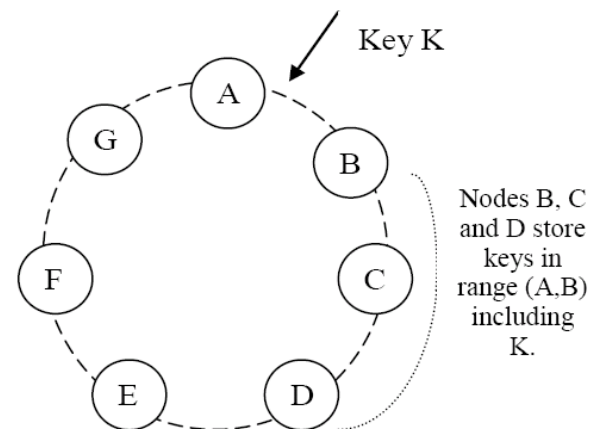 Key K
A
G
B
Nodes B, C
and D store
keys in
range (A,B)
including
K.
F
C
E
D